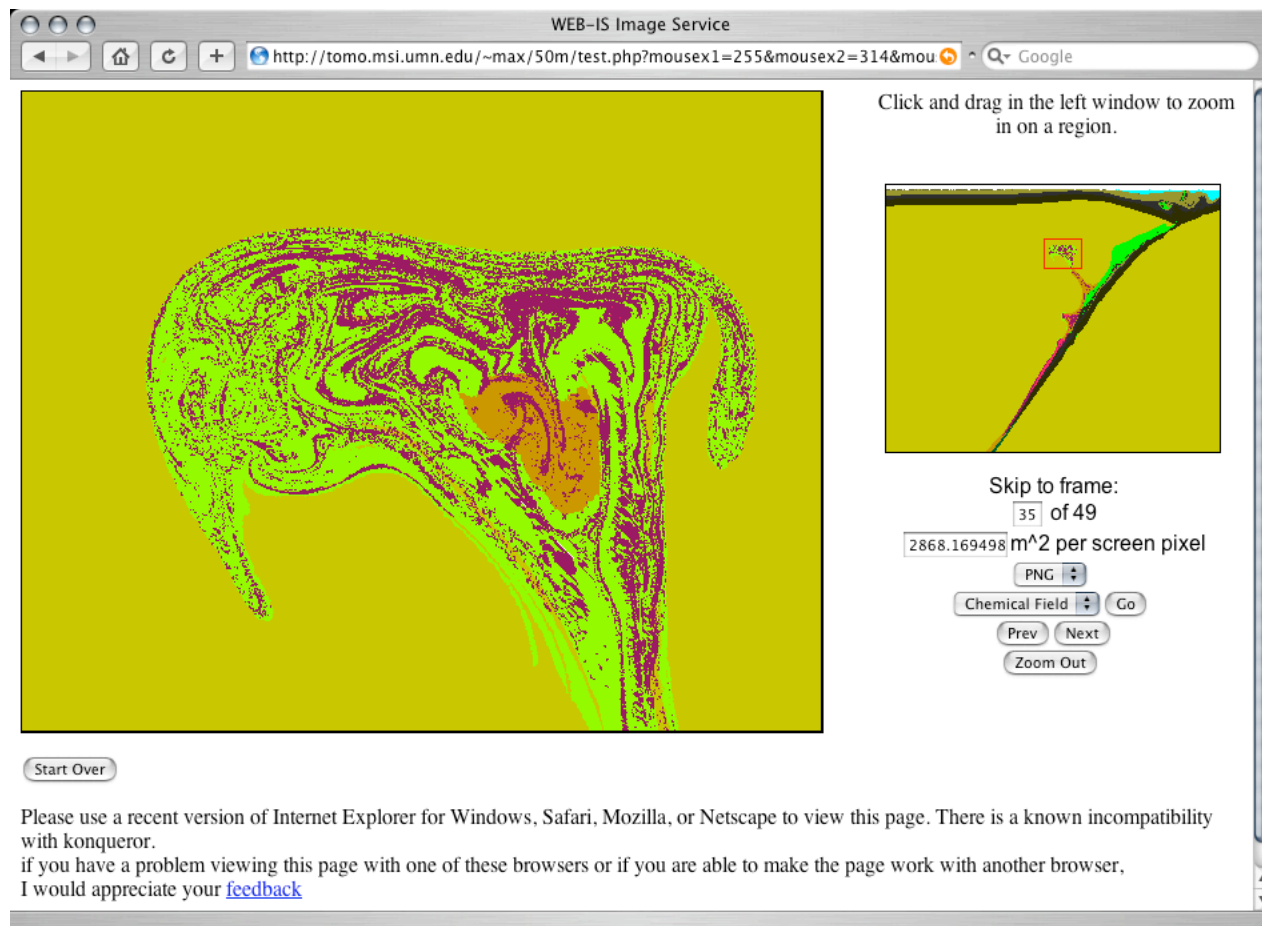 WEB-IS Image Service
http://tomo.msi.umn.edu/~max/50m/test.php?mousex1=255&mousex2=314&mou
Google
Click and drag in the left window to zoom
in on a region.
Skip to frame:
35 of 49
2868.169498 m^2 per screen pixel
PNG
Chemical Field Go
Prev Next
Zoom Out
Start Over
Please use a recent version of Internet Explorer for Windows, Safari, Mozilla, or Netscape to view this page. There is a known incompatibility
with konqueror.
if you have a problem viewing this page with one of these browsers or if you are able to make the page work with another browser,
I would appreciate your feedback